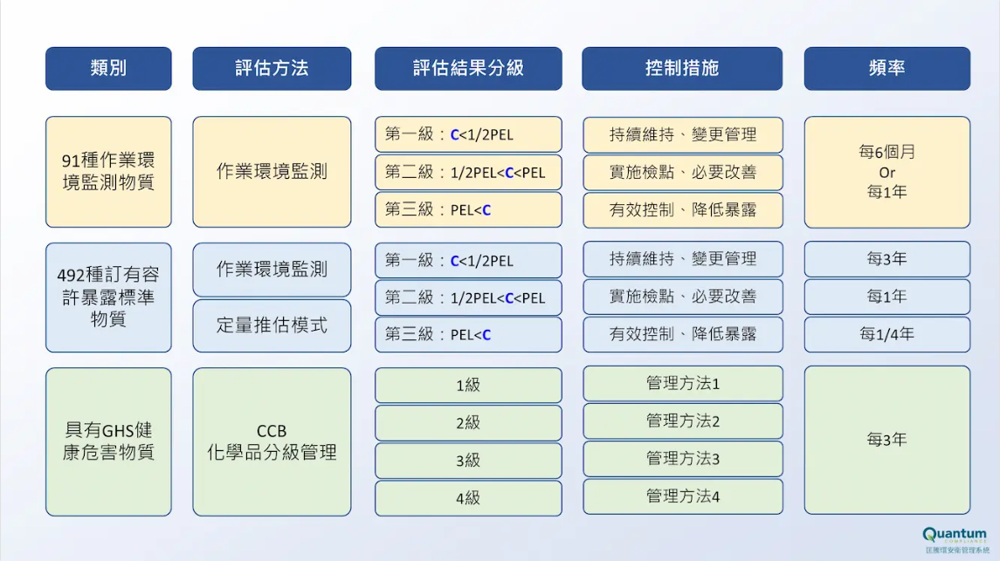 類別
評估方法
評估結果分級
控制措施
頻率
91種作業環
境監測物質
作業環境監測
第一級：C<1/2PEL
持續維持、變更管理
第二級：1/2PEL<C<PEL
實施檢點、必要改善
第三級：PEL<C
有效控制、降低暴露
每6個月
Or
每1年
492種訂有容
許暴露標準
物質
作業環境監測
定量推估模式
第一級：C<1/2PEL
持續維持、變更管理
每3年
第二級：1/2PEL<C<PEL
實施檢點、必要改善
每1年
第三級：PEL<C
有效控制、降低暴露
每1/4年
具有GHS健
康危害物質
CCB
化學品分級管理
1級
管理方法1
2級
管理方法2
3級
管理方法3
4級
管理方法4
每3年
Quantum
COMPLIANCE
匡騰環安衛管理系統